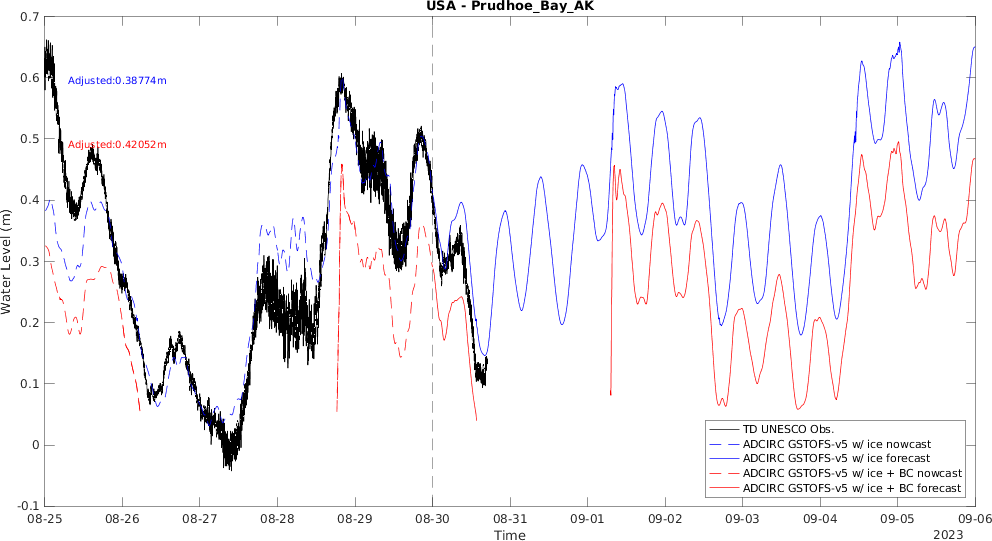 USA - Prudhoe_Bay_AK
0.7
0.6
0.5
0.4
0.3
0.2
0.1
0
-0.1
Water Level (m)
Adjusted:0.38774m
Adjusted:0.42052m
TD UNESCO Obs.
ADCIRC GSTOFS-v5 w/ ice nowcast
ADCIRC GSTOFS-v5 w/ ice forecast
ADCIRC GSTOFS-v5 w/ ice + BC nowcast
ADCIRC GSTOFS-v5 w/ ice + BC forecast
08-25 08-26 08-27 08-28 08-29 08-30 08-31 09-01 09-02 09-03 09-04 09-05 09-06
Time
2023